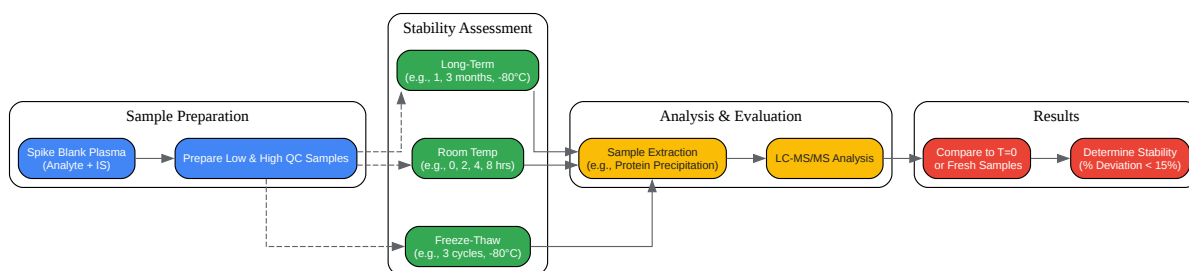 Sample Preparation
Spike Blank Plasma
(Analyte + IS)
Prepare Low & High QC Samples
Stability Assessment
Long-Term
(e.g., 1, 3 months, -80°C)
Room Temp
(e.g., 0, 2, 4, 8 hrs)
Freeze-Thaw
(e.g., 3 cycles, -80°C)
Analysis & Evaluation
Sample Extraction
(e.g., Protein Precipitation)
LC-MS/MS Analysis
Results
Compare to T=0
or Fresh Samples
Determine Stability
(% Deviation < 15%)